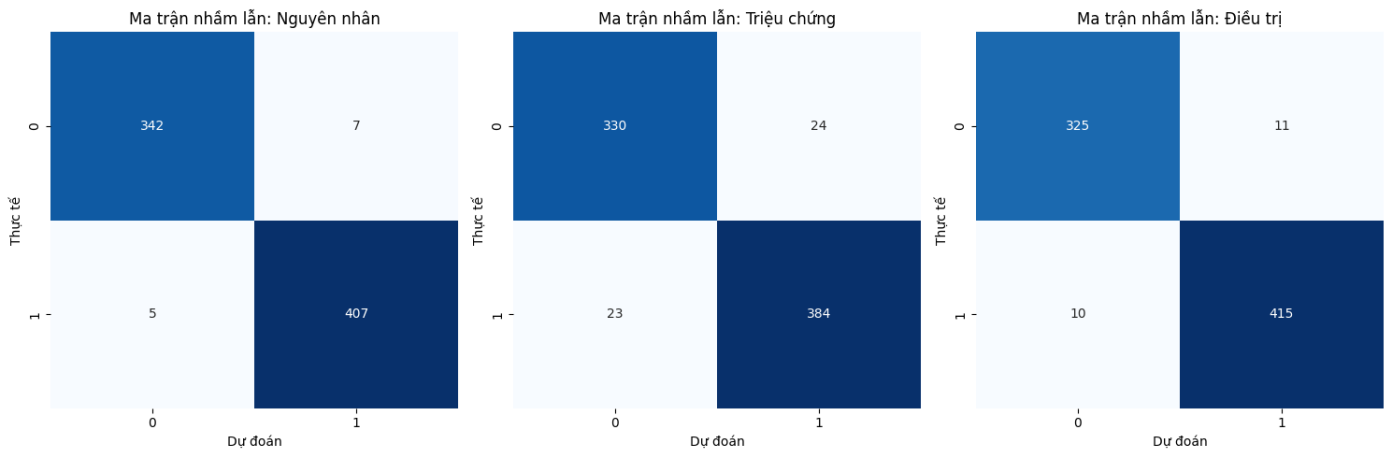 Ma trận nhầm lẫn: Nguyên nhân
0
342
7
Thực tế
1
5
407
0
1
Dự đoán
Ma trận nhầm lẫn: Triệu chứng
0
330
24
Thực tế
1
23
384
0
1
Dự đoán
Ma trận nhầm lẫn: Điều trị
0
325
11
Thực tế
1
10
415
0
1
Dự đoán